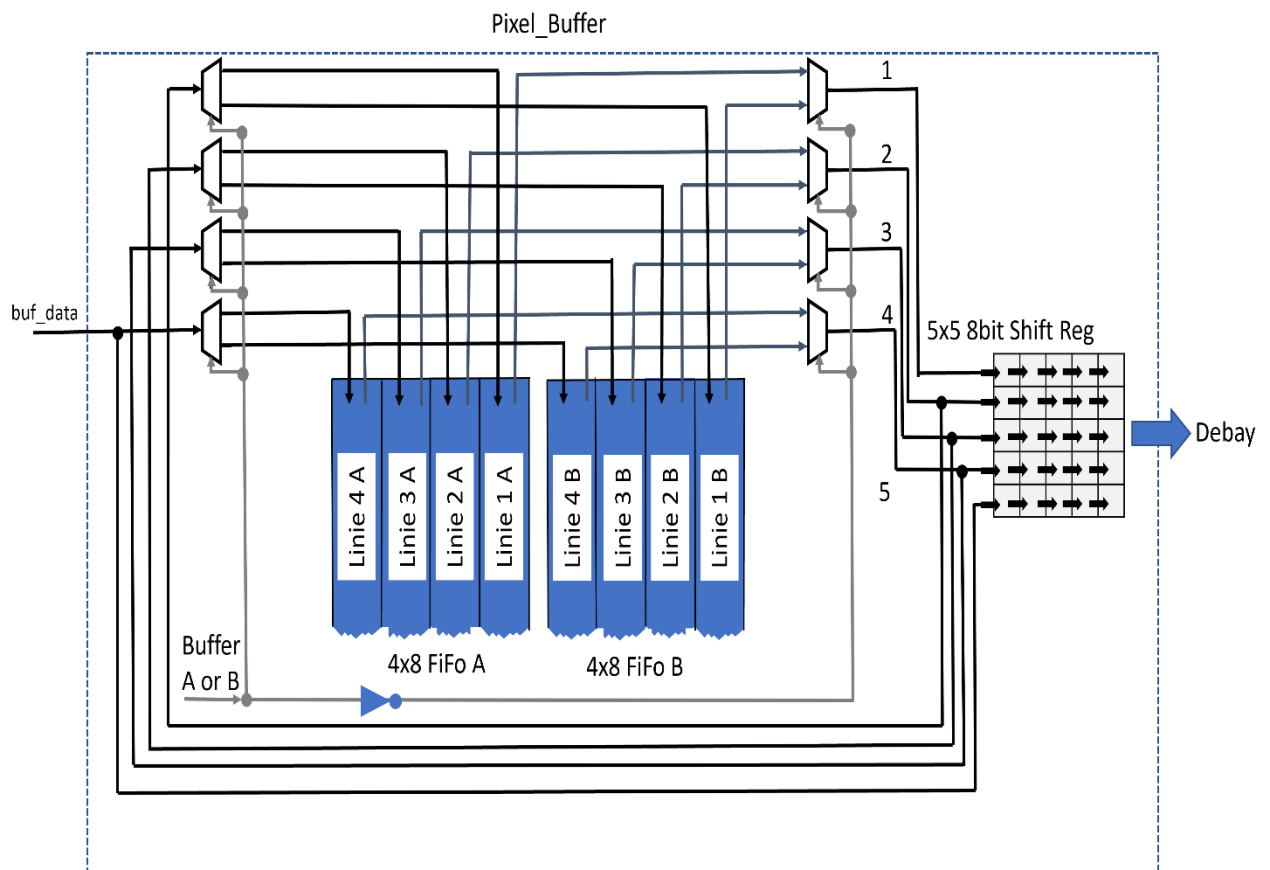 Pixel_Buffer
1
2
3
4
buf_data
5x5 8bit Shift Reg
Debay
5
Linie 4 A
Linie 3 A
Linie 2 A
Linie 1 A
Linie 4 B
Linie 3 B
Linie 2 B
Linie 1 B
Buffer
A or B
4x8 FiFo A
4x8 FiFo B